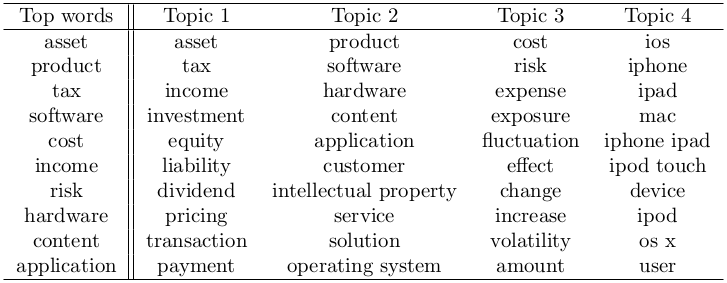 Top words Topic 1 Topic 2 Topic 3 Topic 4
asset asset product cost ios
product tax software risk iphone
tax income hardware expense ipad
software investment content exposure mac
cost equity application fluctuation iphone ipad
income liability customer effect ipod touch
risk dividend intellectual property change device
hardware pricing service increase ipod
content transaction solution volatility os x
application payment operating system amount user